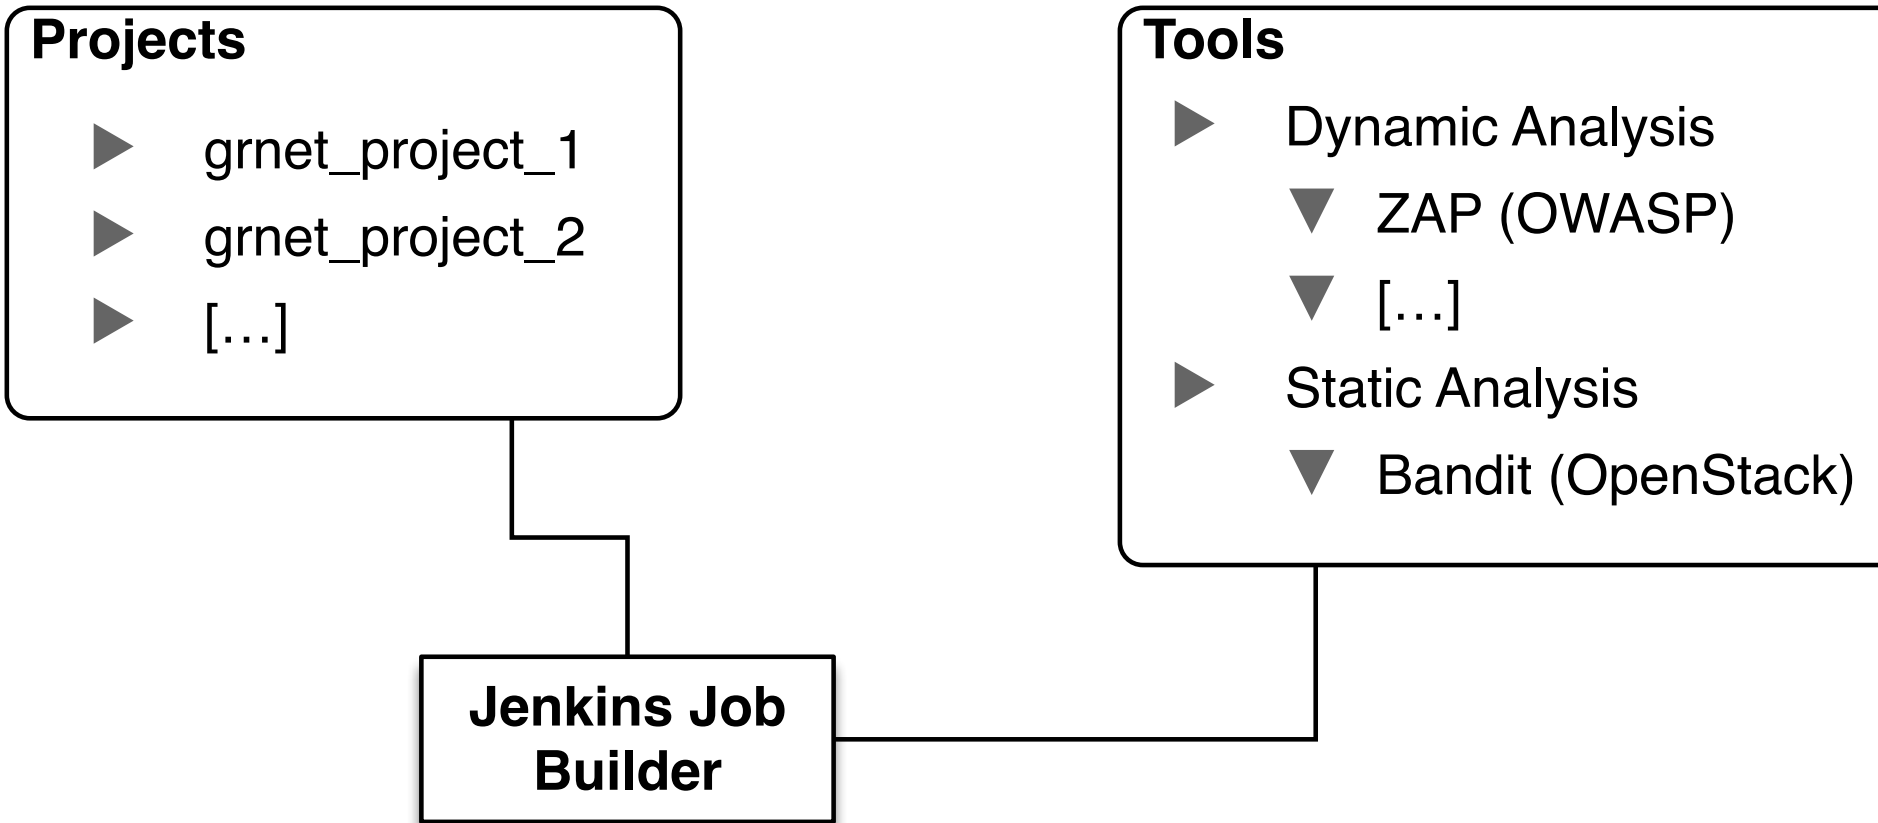 Projects
grnet_project_1
grnet_project_2
[…]
Tools
Dynamic Analysis
ZAP (OWASP)
[…]
Static Analysis
Bandit (OpenStack)
Jenkins Job
Builder